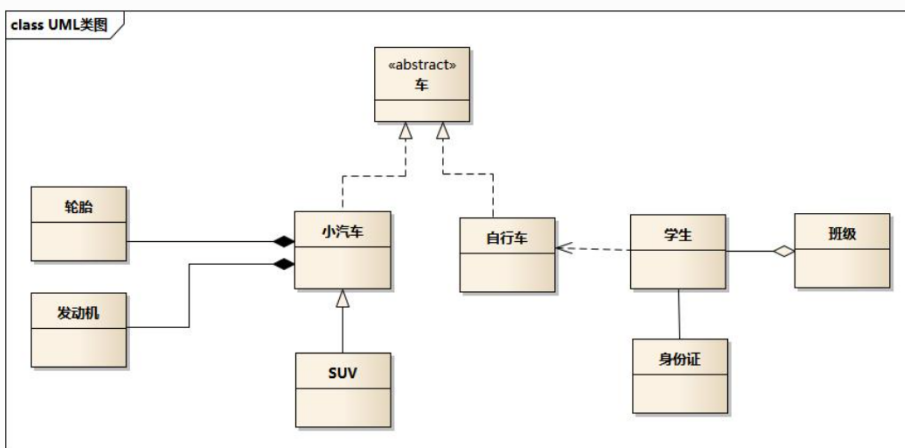 class UML类图
«abstract»
车
轮胎
小汽车
自行车
学生
班级
发动机
SUV
身份证